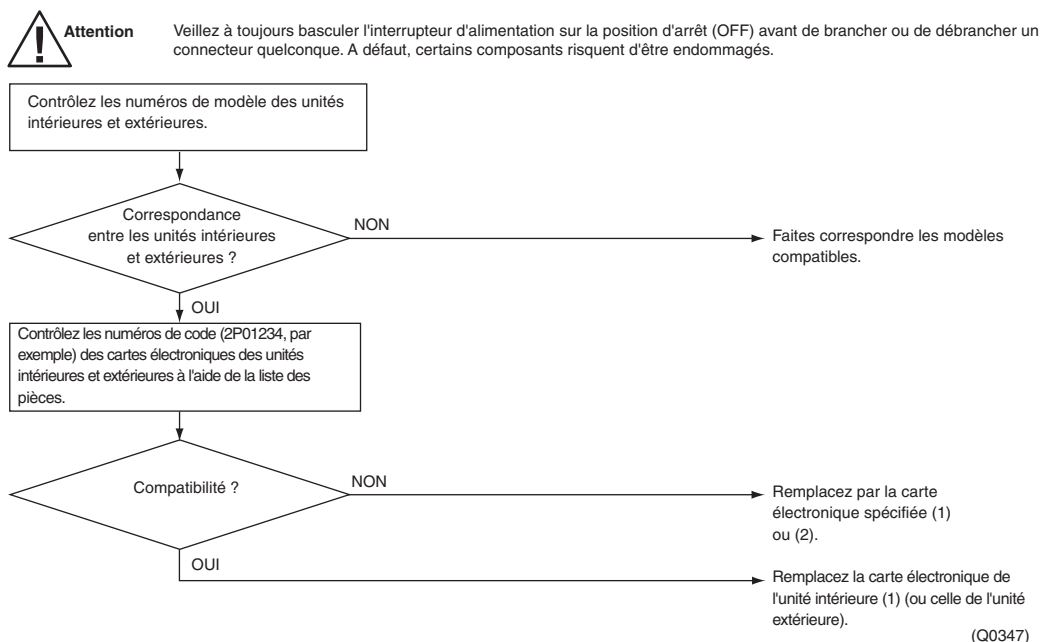 Attention
Veillez à toujours basculer l'interrupteur d'alimentation sur la position d'arrêt (OFF) avant de brancher ou de débrancher un
connecteur quelconque. A défaut, certains composants risquent d'être endommagés.
Contrôlez les numéros de modèle des unités
intérieures et extérieures.
Correspondance
entre les unités intérieures
et extérieures ?
NON
Faites correspondre les modèles
compatibles.
OUI
Contrôlez les numéros de code (2P01234, par
exemple) des cartes électroniques des unités
intérieures et extérieures à l'aide de la liste des
pièces.
Compatibilité ?
NON
Remplacez par la carte
électronique spécifiée (1)
ou (2).
OUI
Remplacez la carte électronique de
l'unité intérieure (1) (ou celle de l'unité
extérieure).
(Q0347)